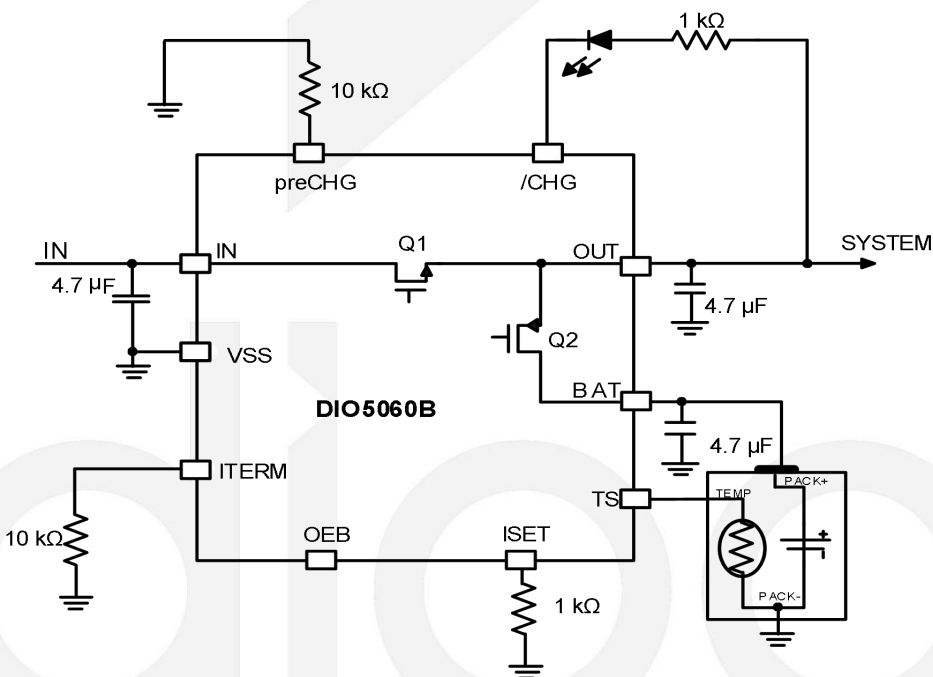 1 kΩ
10 kΩ
preCHG
/CHG
IN
IN
Q1
OUT
SYSTEM
4.7 µF
4.7 µF
Q2
VSS
BAT
DIO5060B
4.7 µF
ITERM
PACK+
TS
TEMP
10 kΩ
OEB
ISET
+
1 kΩ
PACK-